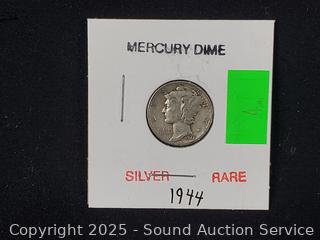 MERCURY DIME
SILVER RARE
1944
Copyright 2025 - Sound Auction Service